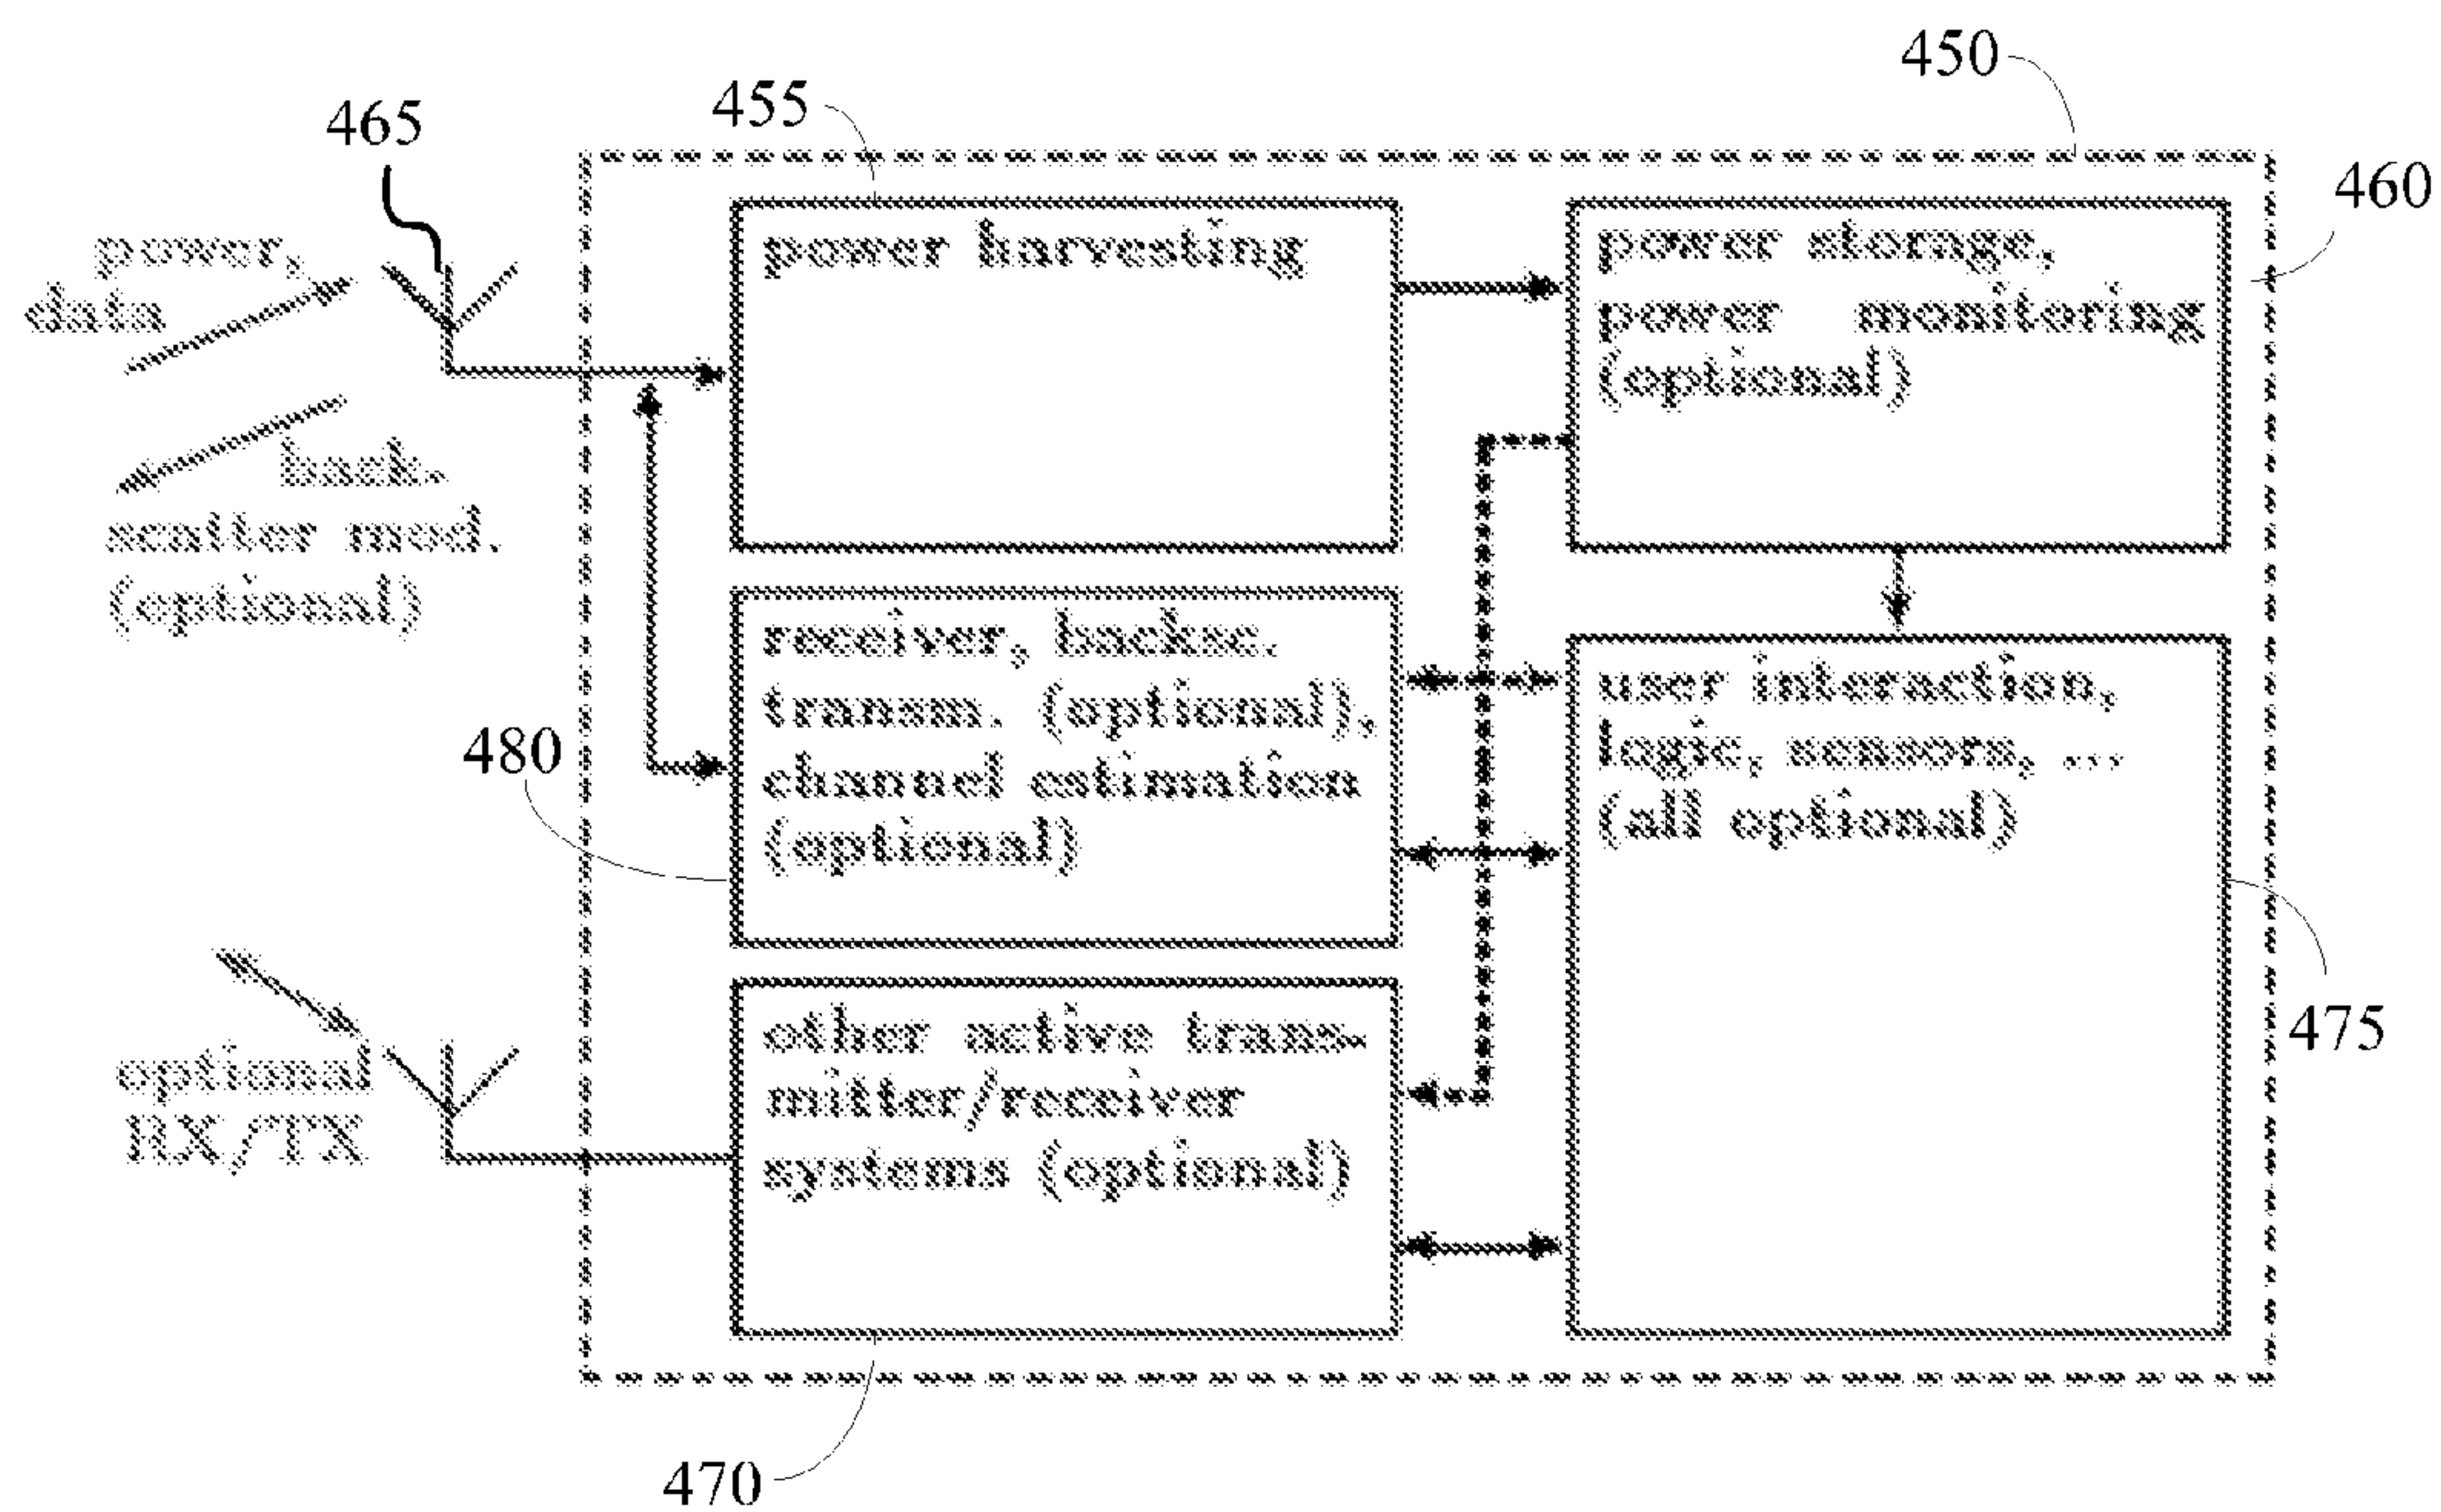 450
455
465
460
power,
data
power harvesting
power storage,
power monitoring
(optional)
back-
scatter mod.
(optional)
receiver, backsc.
transm. (optional),
channel estimation
(optional)
480
user interaction,
logic, sensors, ...
(all optional)
475
optional
RX/TX
other active trans-
mitter/receiver
systems (optional)
470